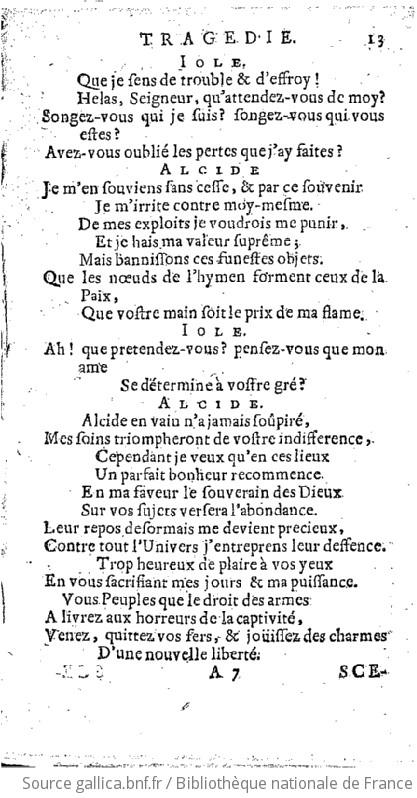 TRAGEDIE. 13
IOLE.
Que je sens de trouble & d'effroy !
Helas, Seigneur, qu'attendez-vous de moy?
Songez-vous qui je suis? songez-vous qui vous
estes?
Avez-vous oublié les pertes que j'ay faites?
ALCIDE
Je m'en souviens sans cesse, & par ce souvenir
Je m'irrite contre moy-mesme.
De mes exploits je voudrois me punir,
Et je hais ma valeur suprême;
Mais bannissons ces funestes objets.
Que les nœuds de l'hymen forment ceux de la
Paix,
Que vostre main soit le prix de ma flame.
IOLE.
Ah ! que pretendez-vous? pensez-vous que mon
ame
Se détermine à vostre gré?
ALCIDE.
Alcide en vain n'a jamais soûpiré,
Mes soins triompheront de vostre indifference,
Cependant je veux qu'en ces lieux
Un parfait bonheur recommence.
En ma faveur le souverain des Dieux
Sur vos sujets versera l'abondance.
Leur repos desormais me devient precieux,
Contre tout l'Univers j'entreprens leur deffence.
Trop heureux de plaire à vos yeux
En vous sacrifiant mes jours & ma puissance.
Vous Peuples que le droit des armes
A livrez aux horreurs de la captivité,
Venez, quittez vos fers, & joüissez des charmes
D'une nouvelle liberté.
A 7 SCE-
Source gallica.bnf.fr / Bibliothèque nationale de France